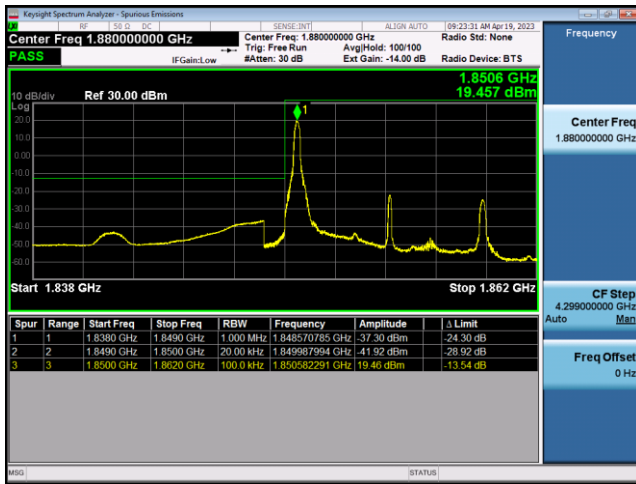 Keysight Spectrum Analyzer - Spurious Emissions
RF 50 Ω DC SENSE:INT ALIGN AUTO 09:23:31 AM Apr 19, 2023
Center Freq 1.880000000 GHz Center Freq: 1.880000000 GHz Radio Std: None
Trig: Free Run Avg|Hold: 100/100
PASS IFGain:Low #Atten: 30 dB Ext Gain: -14.00 dB Radio Device: BTS
1.8506 GHz
19.457 dBm
10 dB/div Ref 30.00 dBm
Log
20.0
10.0
0.00
-10.0
-20.0
-30.0
-40.0
-50.0
-60.0
1
Start 1.838 GHz Stop 1.862 GHz
Spur Range Start Freq Stop Freq RBW Frequency Amplitude Δ Limit
1 1 1.8380 GHz 1.8490 GHz 1.000 MHz 1.848570785 GHz -37.30 dBm -24.30 dB
2 2 1.8490 GHz 1.8500 GHz 20.00 kHz 1.849987994 GHz -41.92 dBm -28.92 dB
3 3 1.8500 GHz 1.8620 GHz 100.0 kHz 1.850582291 GHz 19.46 dBm -13.54 dB
MSG STATUS
Frequency
Center Freq
1.880000000 GHz
CF Step
4.299000000 GHz
Auto Man
Freq Offset
0 Hz